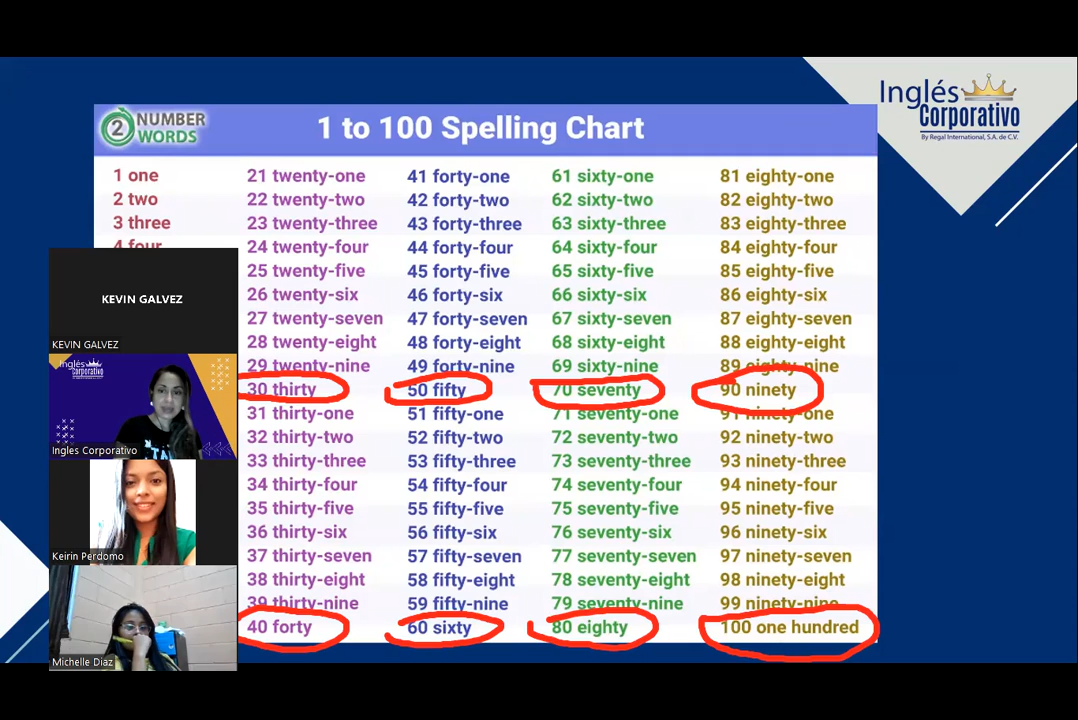 Inglés
Corporativo
By Regal International, S.A. de C.V.
2 NUMBER
WORDS
1 to 100 Spelling Chart
1 one
2 two
3 three
4 four
21 twenty-one
22 twenty-two
23 twenty-three
24 twenty-four
25 twenty-five
26 twenty-six
27 twenty-seven
28 twenty-eight
29 twenty-nine
30 thirty
31 thirty-one
32 thirty-two
33 thirty-three
34 thirty-four
35 thirty-five
36 thirty-six
37 thirty-seven
38 thirty-eight
39 thirty-nine
40 forty
41 forty-one
42 forty-two
43 forty-three
44 forty-four
45 forty-five
46 forty-six
47 forty-seven
48 forty-eight
49 forty-nine
50 fifty
51 fifty-one
52 fifty-two
53 fifty-three
54 fifty-four
55 fifty-five
56 fifty-six
57 fifty-seven
58 fifty-eight
59 fifty-nine
60 sixty
61 sixty-one
62 sixty-two
63 sixty-three
64 sixty-four
65 sixty-five
66 sixty-six
67 sixty-seven
68 sixty-eight
69 sixty-nine
70 seventy
71 seventy-one
72 seventy-two
73 seventy-three
74 seventy-four
75 seventy-five
76 seventy-six
77 seventy-seven
78 seventy-eight
79 seventy-nine
80 eighty
81 eighty-one
82 eighty-two
83 eighty-three
84 eighty-four
85 eighty-five
86 eighty-six
87 eighty-seven
88 eighty-eight
89 eighty-nine
90 ninety
91 ninety-one
92 ninety-two
93 ninety-three
94 ninety-four
95 ninety-five
96 ninety-six
97 ninety-seven
98 ninety-eight
99 ninety-nine
100 one hundred
KEVIN GALVEZ
KEVIN GALVEZ
Inglés
Corporativo
Ingles Corporativo
Keirin Perdomo
Michelle Diaz